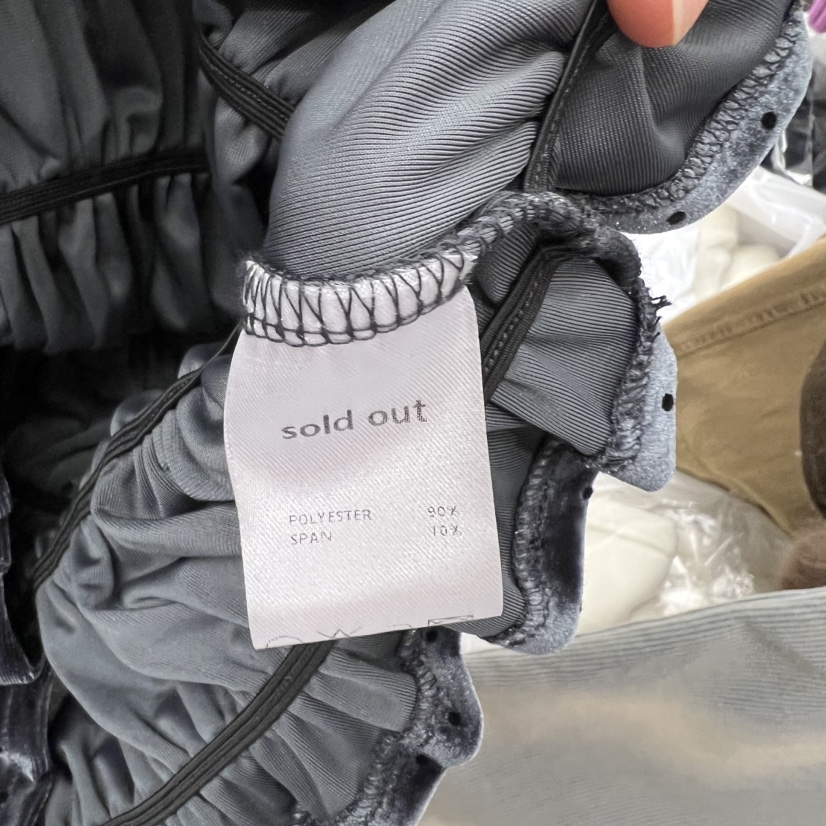 sold out
POLYESTER 90%
SPAN 10%